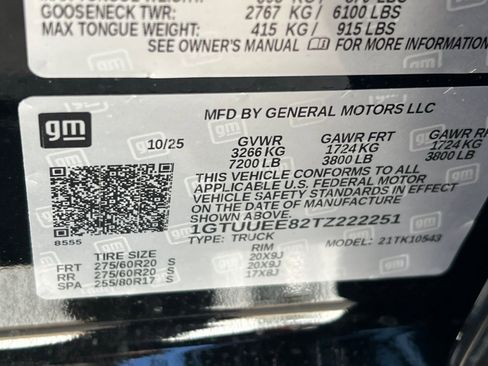 GOOSENECK TWR: 2767 KG / 6100 LBS
MAX TONGUE WEIGHT: 415 KG / 915 LBS
SEE OWNER'S MANUAL FOR MORE INFORMATION
gm
MFD BY GENERAL MOTORS LLC
10/25 GVWR GAWR FRT GAWR RR
3266 KG 1724 KG 1724 KG
7200 LB 3800 LB 3800 LB
THIS VEHICLE CONFORMS TO ALL
APPLICABLE U.S. FEDERAL MOTOR
VEHICLE SAFETY STANDARDS IN EFFECT
ON THE DATE OF MANUFACTURE
SHOWN ABOVE.
1GTUUEE82TZ222251
8555
TYPE: TRUCK MODEL: 21TK10543
TIRE SIZE RIM
FRT 275/60R20 S 20X9J
RR 275/60R20 S 20X9J
SPA 255/80R17 S 17X8J